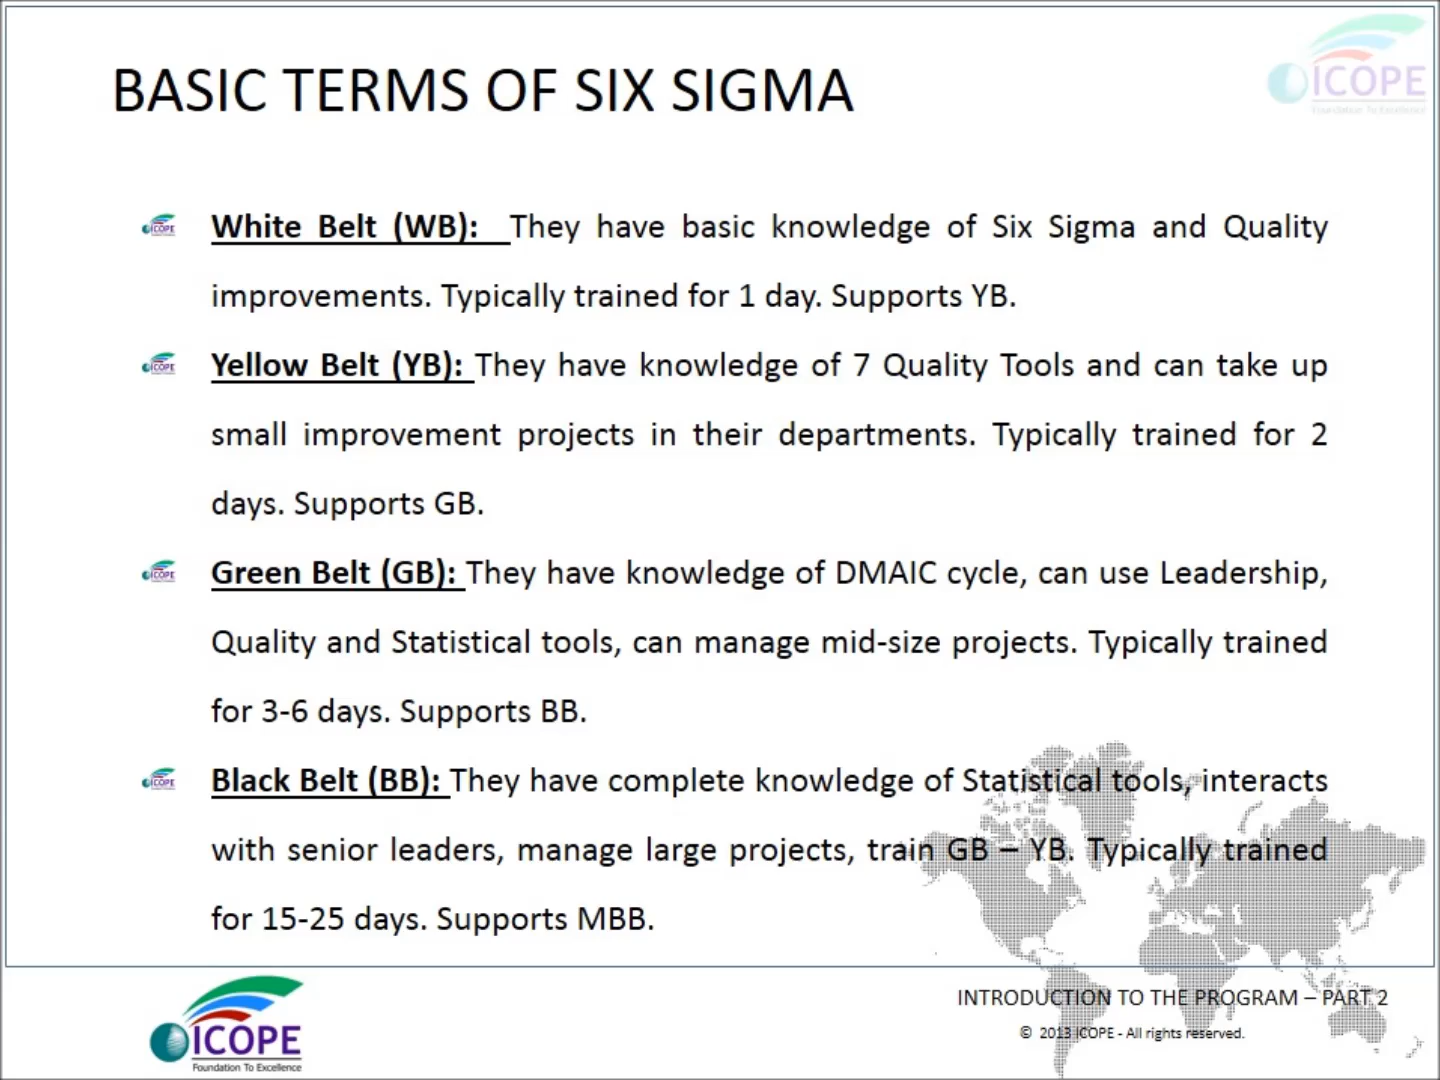 BASIC TERMS OF SIX SIGMA
ICOPE
Foundation To Excellence
White Belt (WB): They have basic knowledge of Six Sigma and Quality
improvements. Typically trained for 1 day. Supports YB.
Yellow Belt (YB): They have knowledge of 7 Quality Tools and can take up
small improvement projects in their departments. Typically trained for 2
days. Supports GB.
Green Belt (GB): They have knowledge of DMAIC cycle, can use Leadership,
Quality and Statistical tools, can manage mid-size projects. Typically trained
for 3-6 days. Supports BB.
Black Belt (BB): They have complete knowledge of Statistical tools, interacts
with senior leaders, manage large projects, train GB – YB. Typically trained
for 15-25 days. Supports MBB.
ICOPE
Foundation To Excellence
INTRODUCTION TO THE PROGRAM – PART 2
© 2013 ICOPE - All rights reserved.